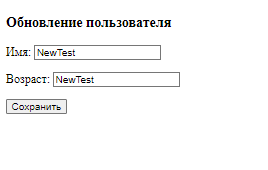 Обновление пользователя
Имя: NewTest
Возраст: NewTest
Сохранить